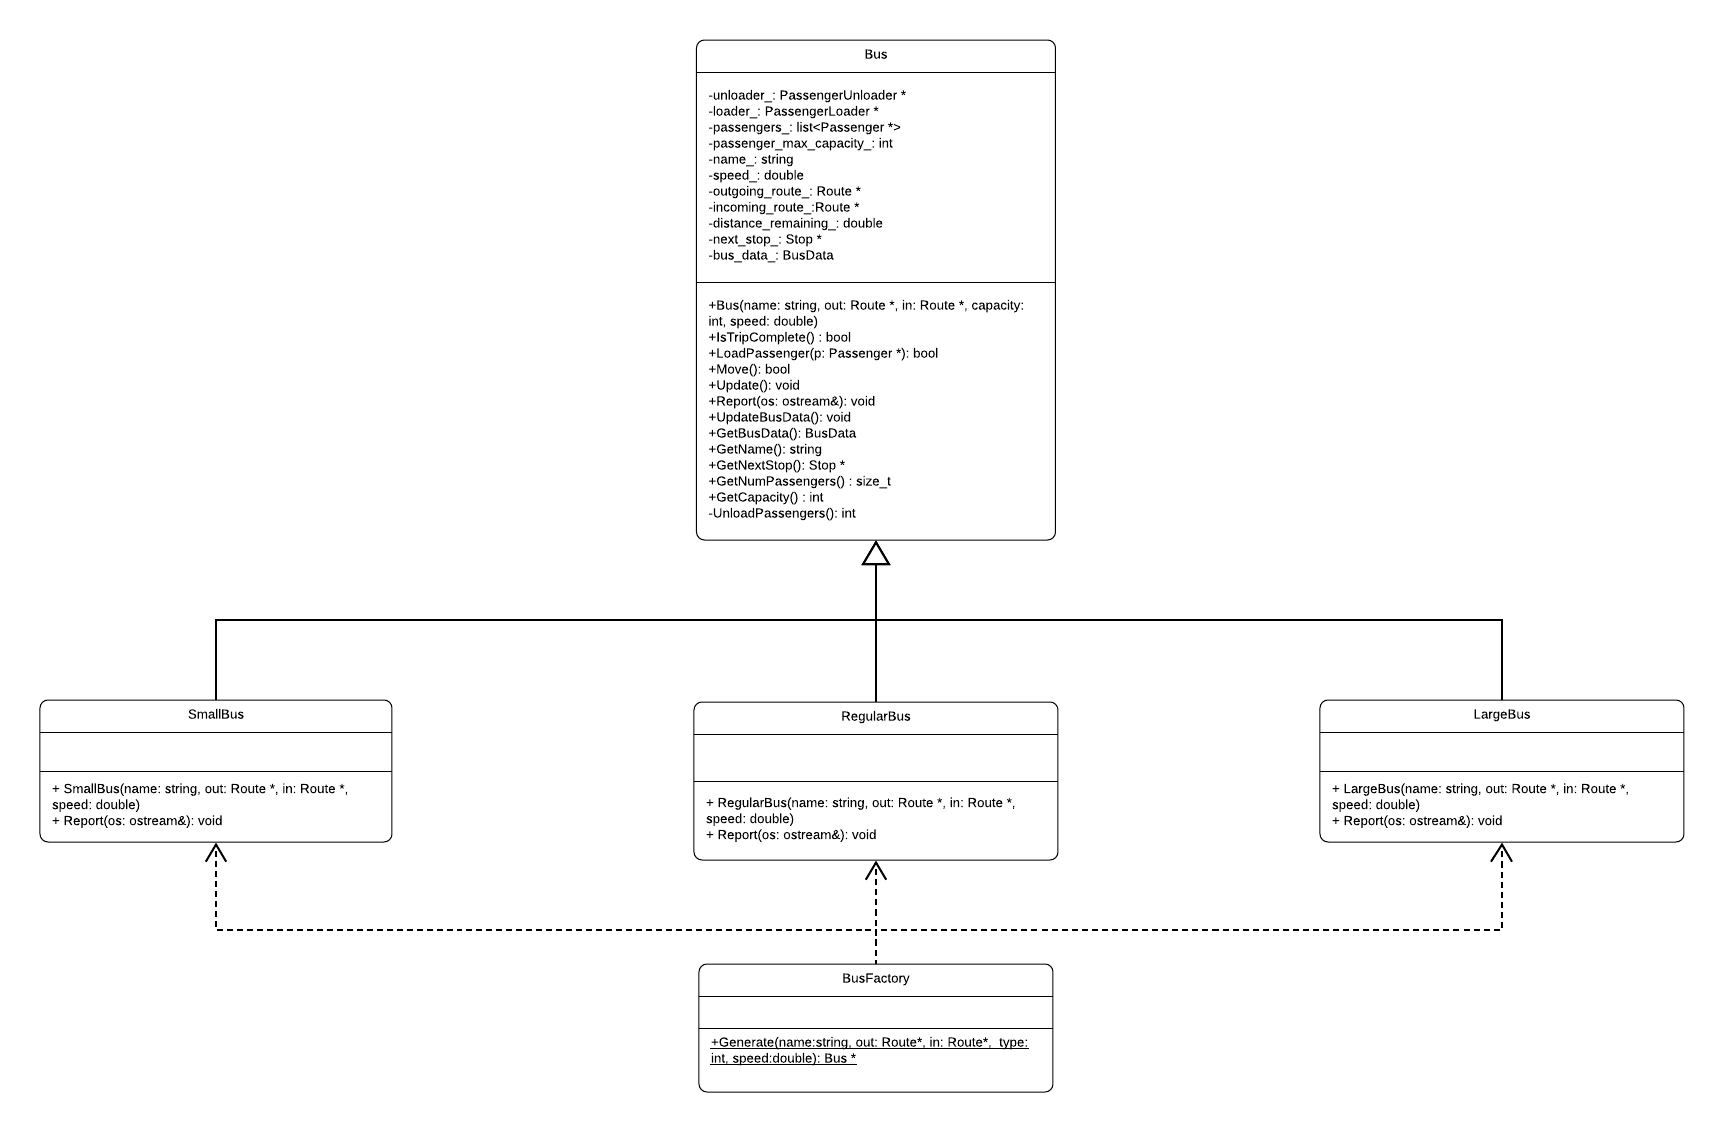 Bus
-unloader_: PassengerUnloader *
-loader_: PassengerLoader *
-passengers_: list<Passenger *>
-passenger_max_capacity_: int
-name_: string
-speed_: double
-outgoing_route_: Route *
-incoming_route_:Route *
-distance_remaining_: double
-next_stop_: Stop *
-bus_data_: BusData
+Bus(name: string, out: Route *, in: Route *, capacity:
int, speed: double)
+IsTripComplete() : bool
+LoadPassenger(p: Passenger *): bool
+Move(): bool
+Update(): void
+Report(os: ostream&): void
+UpdateBusData(): void
+GetBusData(): BusData
+GetName(): string
+GetNextStop(): Stop *
+GetNumPassengers() : size_t
+GetCapacity() : int
-UnloadPassengers(): int
SmallBus
+ SmallBus(name: string, out: Route *, in: Route *,
speed: double)
+ Report(os: ostream&): void
RegularBus
+ RegularBus(name: string, out: Route *, in: Route *,
speed: double)
+ Report(os: ostream&): void
LargeBus
+ LargeBus(name: string, out: Route *, in: Route *,
speed: double)
+ Report(os: ostream&): void
BusFactory
+Generate(name:string, out: Route*, in: Route*,  type:
int, speed:double): Bus *